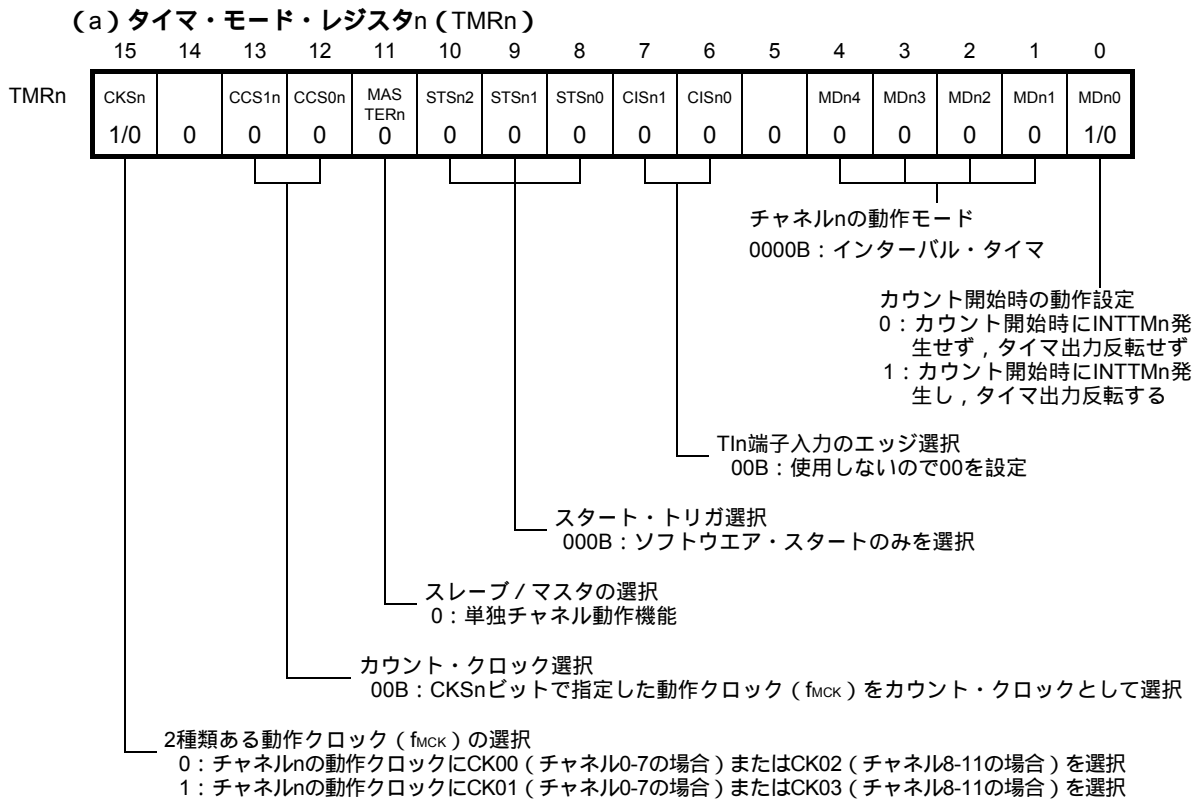 （a）タイマ・モード・レジスタn（TMRn）
15 14 13 12 11 10 9 8 7 6 5 4 3 2 1 0
TMRn
CKSn CCS1n CCS0n MAS TERn STSn2 STSn1 STSn0 CISn1 CISn0 MDn4 MDn3 MDn2 MDn1 MDn0
1/0 0 0 0 0 0 0 0 0 0 0 0 0 0 0 1/0
チャネルnの動作モード
0000B：インターバル・タイマ
カウント開始時の動作設定
0：カウント開始時にINTTMn発
生せず，タイマ出力反転せず
1：カウント開始時にINTTMn発
生し，タイマ出力反転する
TIn端子入力のエッジ選択
00B：使用しないので00を設定
スタート・トリガ選択
000B：ソフトウエア・スタートのみを選択
スレーブ／マスタの選択
0：単独チャネル動作機能
カウント・クロック選択
00B：CKSnビットで指定した動作クロック（fMCK）をカウント・クロックとして選択
2種類ある動作クロック（fMCK）の選択
0：チャネルnの動作クロックにCK00（チャネル0-7の場合）またはCK02（チャネル8-11の場合）を選択
1：チャネルnの動作クロックにCK01（チャネル0-7の場合）またはCK03（チャネル8-11の場合）を選択